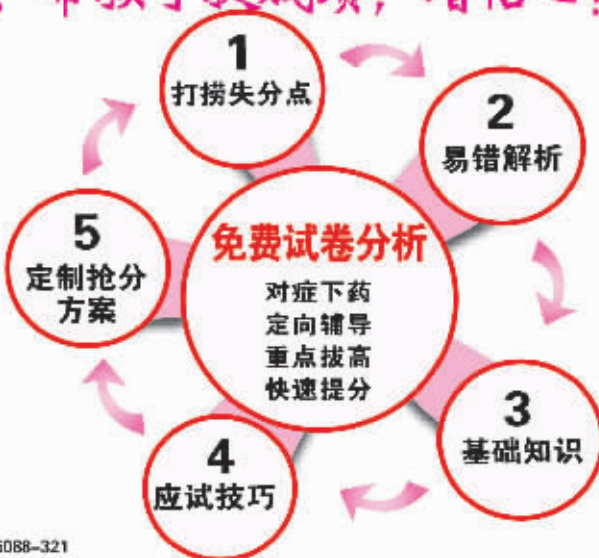 1
打捞失分点
2
易错解析
5
定制抢分
方案
免费试卷分析
对症下药
定向辅导
重点拔高
快速提分
3
基础知识
4
应试技巧
6088-321